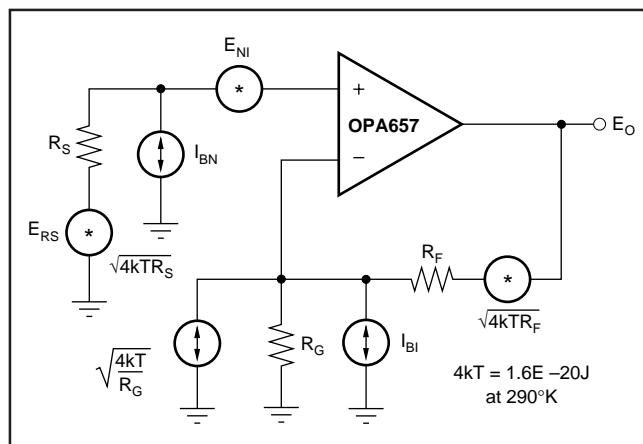 E_NI
* 
+
OPA657
−
E_O
R_S
I_BN
E_RS
*
√4kTR_S
R_F
*
√4kTR_F
√4kT/R_G
R_G
I_BI
4kT = 1.6E –20J
at 290°K